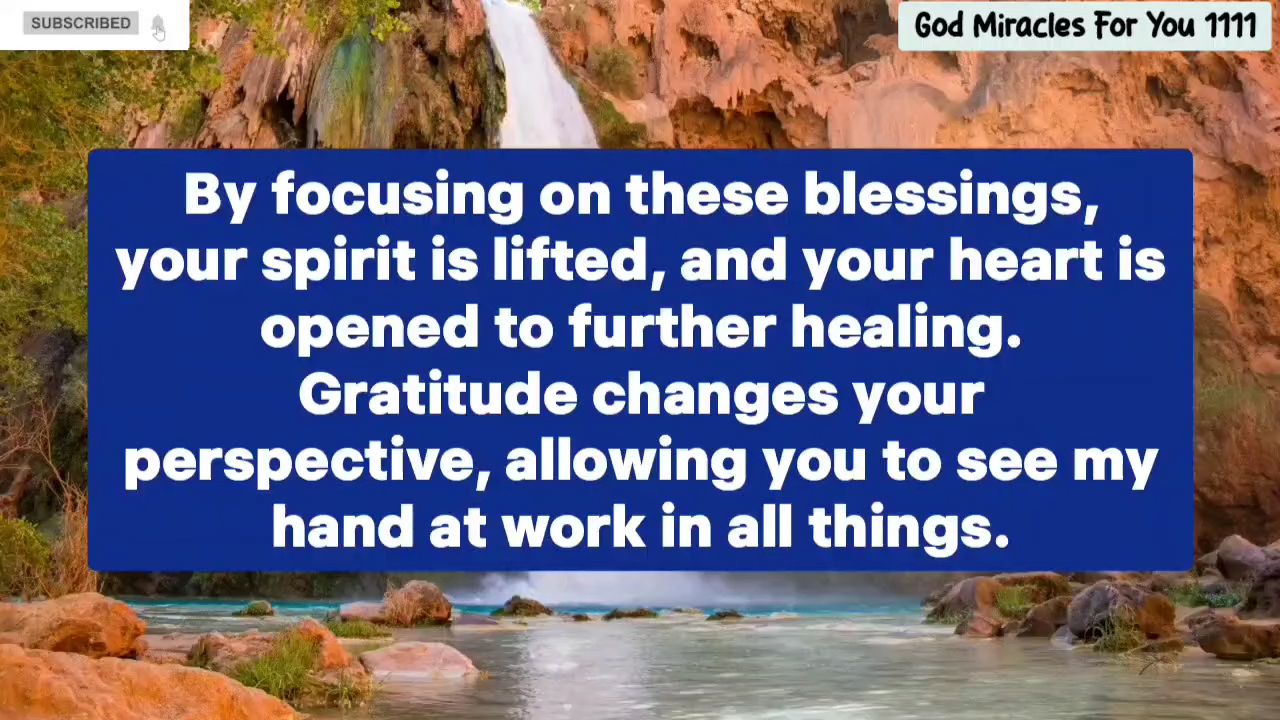 SUBSCRIBED
God Miracles For You 1111
By focusing on these blessings,
your spirit is lifted, and your heart is
opened to further healing.
Gratitude changes your
perspective, allowing you to see my
hand at work in all things.